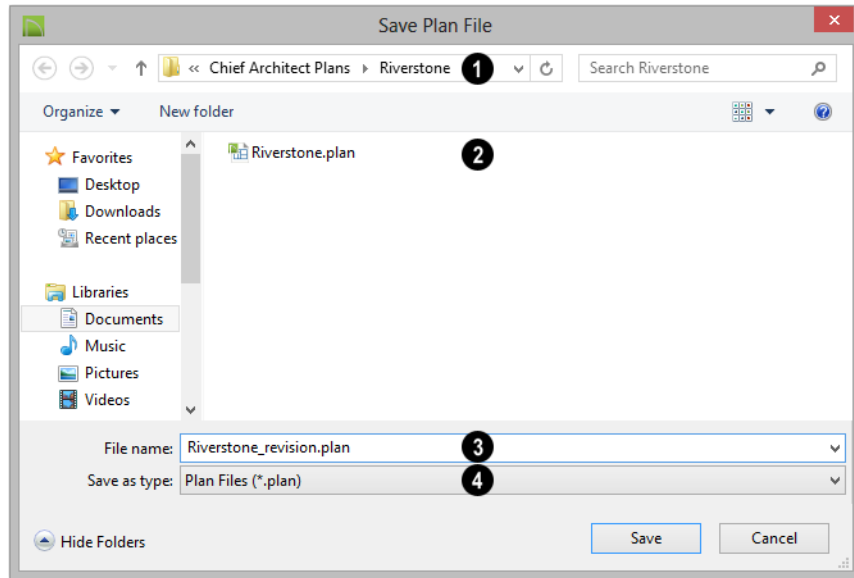 Save Plan File
« Chief Architect Plans Riverstone 1 Search Riverstone
Organize New folder
Favorites
Desktop
Downloads
Recent places
Libraries
Documents
Music
Pictures
Videos
Riverstone.plan 2
File name: Riverstone_revision.plan 3
Save as type: Plan Files (*.plan) 4
Hide Folders Save Cancel